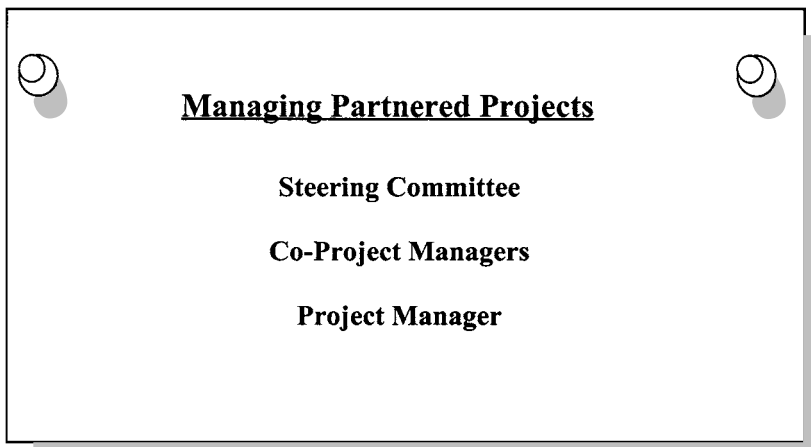 Managing Partnered Projects
Steering Committee
Co-Project Managers
Project Manager